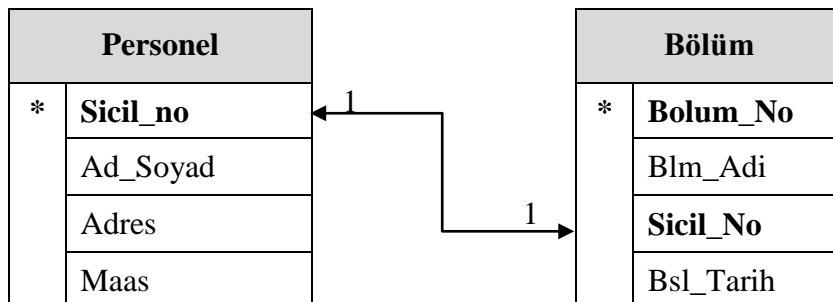 Personel
* Sicil_no
Ad_Soyad
Adres
Maas
1
1
Bölüm
* Bolum_No
Blm_Adi
Sicil_No
Bsl_Tarih